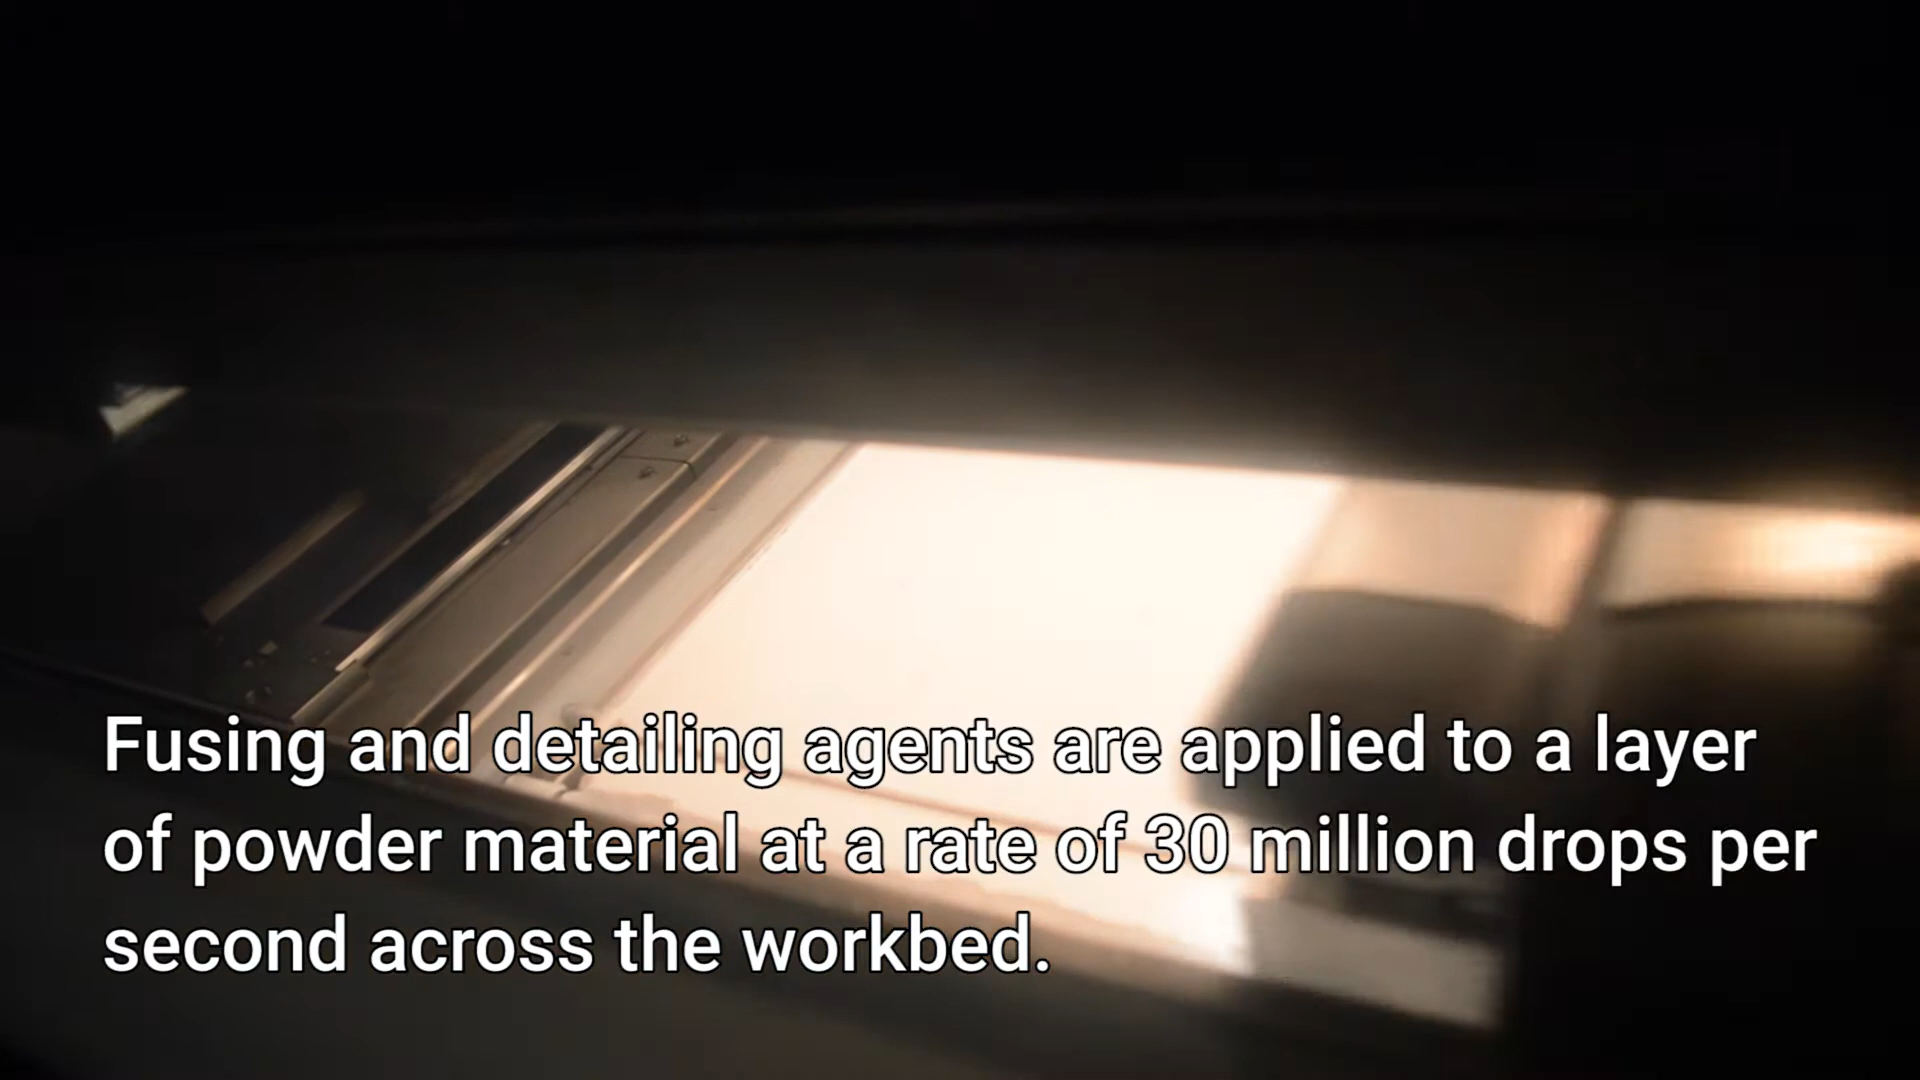 Fusing and detailing agents are applied to a layer
of powder material at a rate of 30 million drops per
second across the workbed.